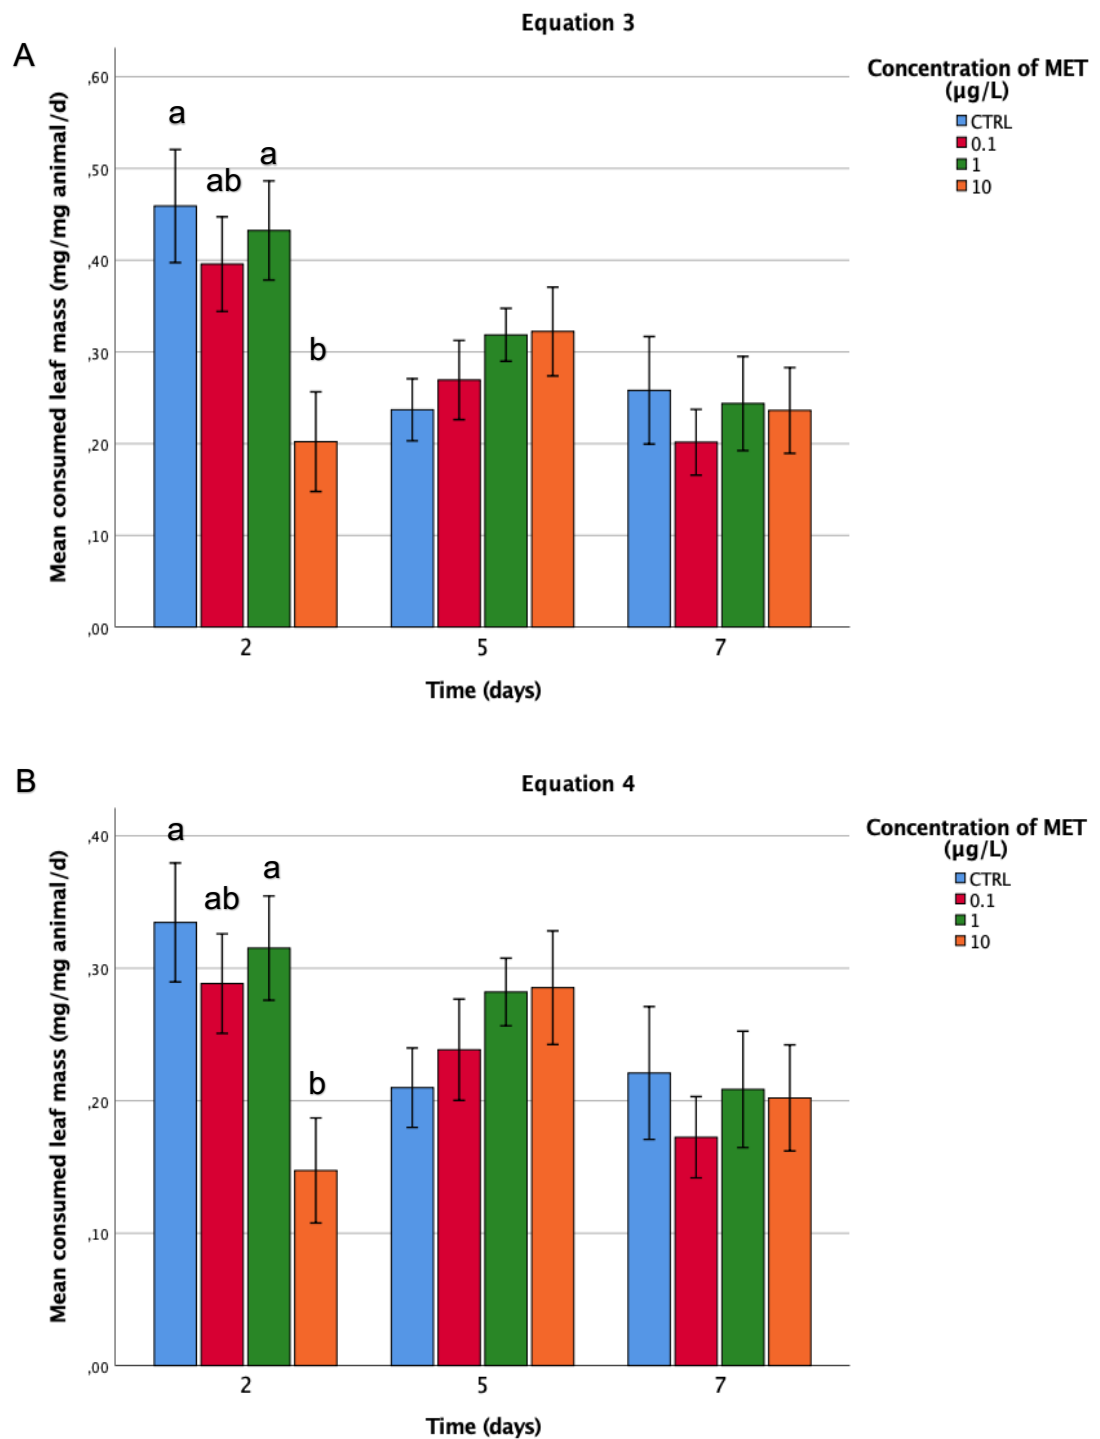 Equation 3
A
Concentration of MET
(µg/L)
CTRL
0.1
1
10
Mean consumed leaf mass (mg/mg animal/d)
,60
,50
,40
,30
,20
,10
,00
a
ab
a
b
2
5
7
Time (days)
B
Equation 4
Concentration of MET
(µg/L)
CTRL
0.1
1
10
Mean consumed leaf mass (mg/mg animal/d)
,40
,30
,20
,10
,00
a
ab
a
b
2
5
7
Time (days)